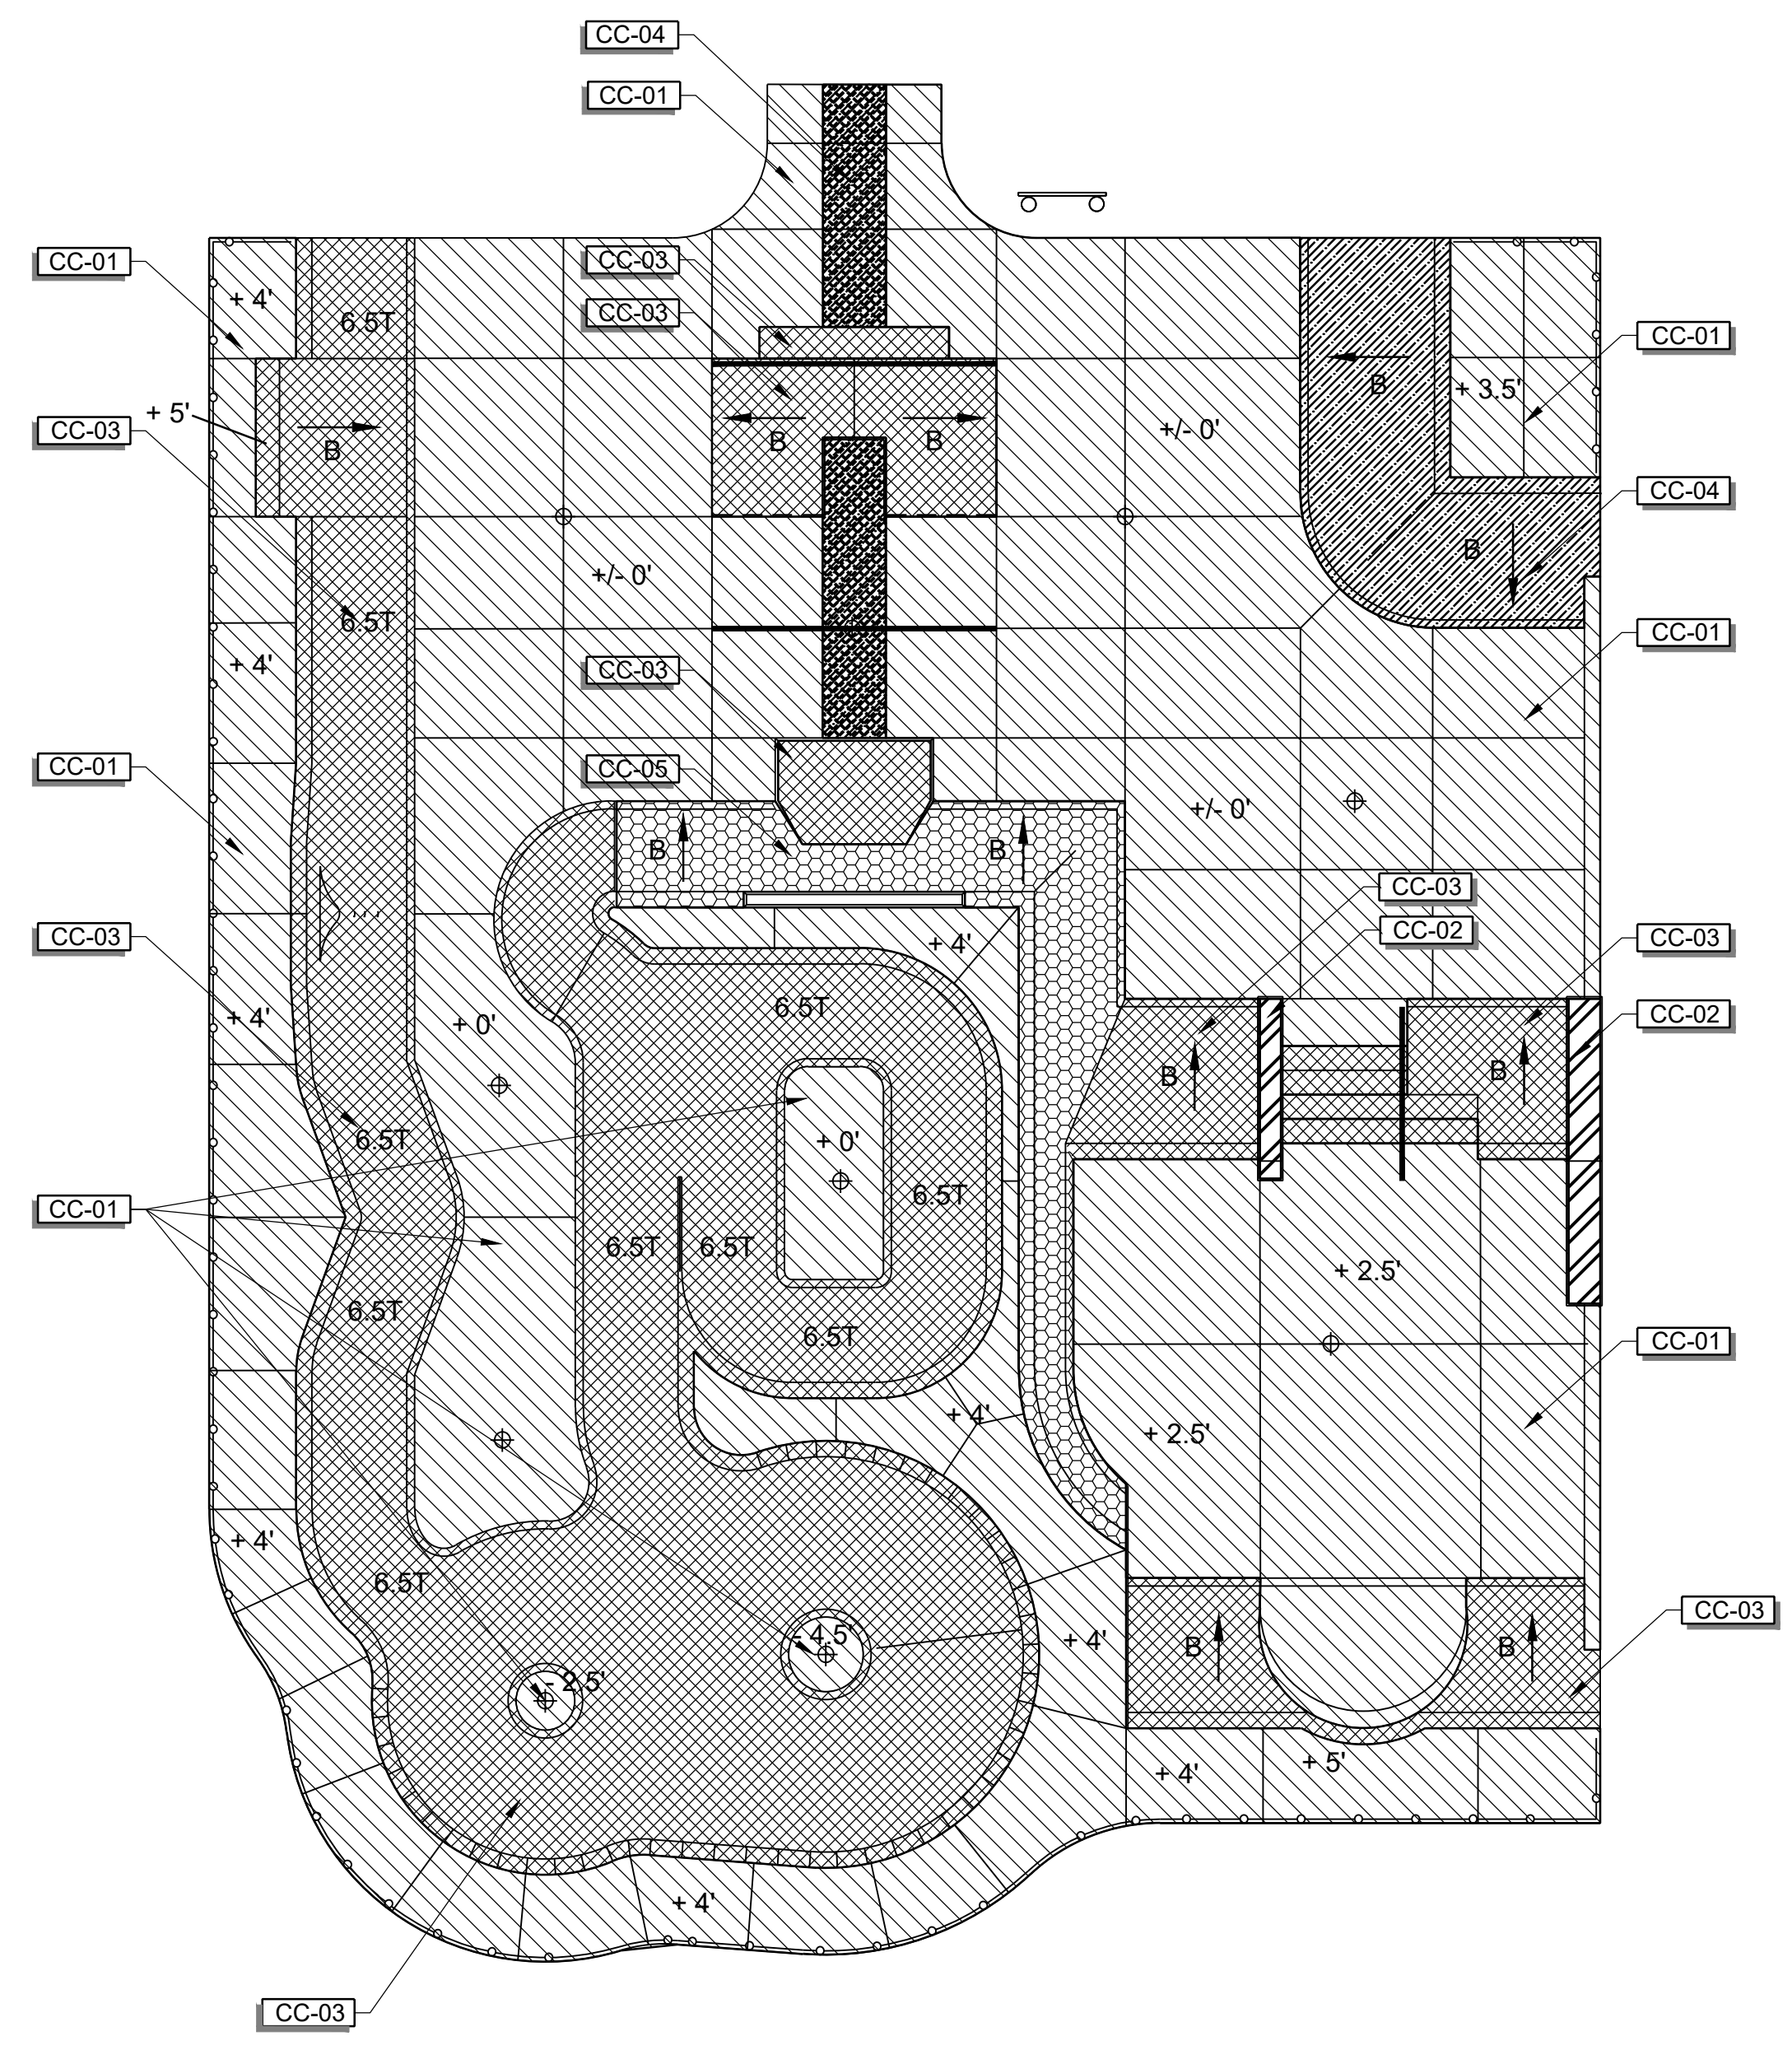 CC-04
CC-01
CC-01
CC-03
+ 4'
CC-03
6.5T
CC-01
B
+ 3.5'
+ 5'
CC-03
B
B
B
+/- 0'
CC-04
B
+/- 0'
6.5T
CC-01
+ 4'
CC-03
CC-01
CC-05
+/- 0'
B
B
CC-03
CC-03
CC-02
CC-03
+ 4'
6.5T
CC-02
+ 4'
+ 0'
B
B
6.5T
+ 0'
6.5T
CC-01
6.5T
6.5T
+ 2.5'
6.5T
6.5T
CC-01
+ 4'
+ 2.5'
+ 4'
6.5T
CC-03
- 4.5'
+ 4'
B
B
- 2.5'
+ 5'
+ 4'
+ 4'
CC-03